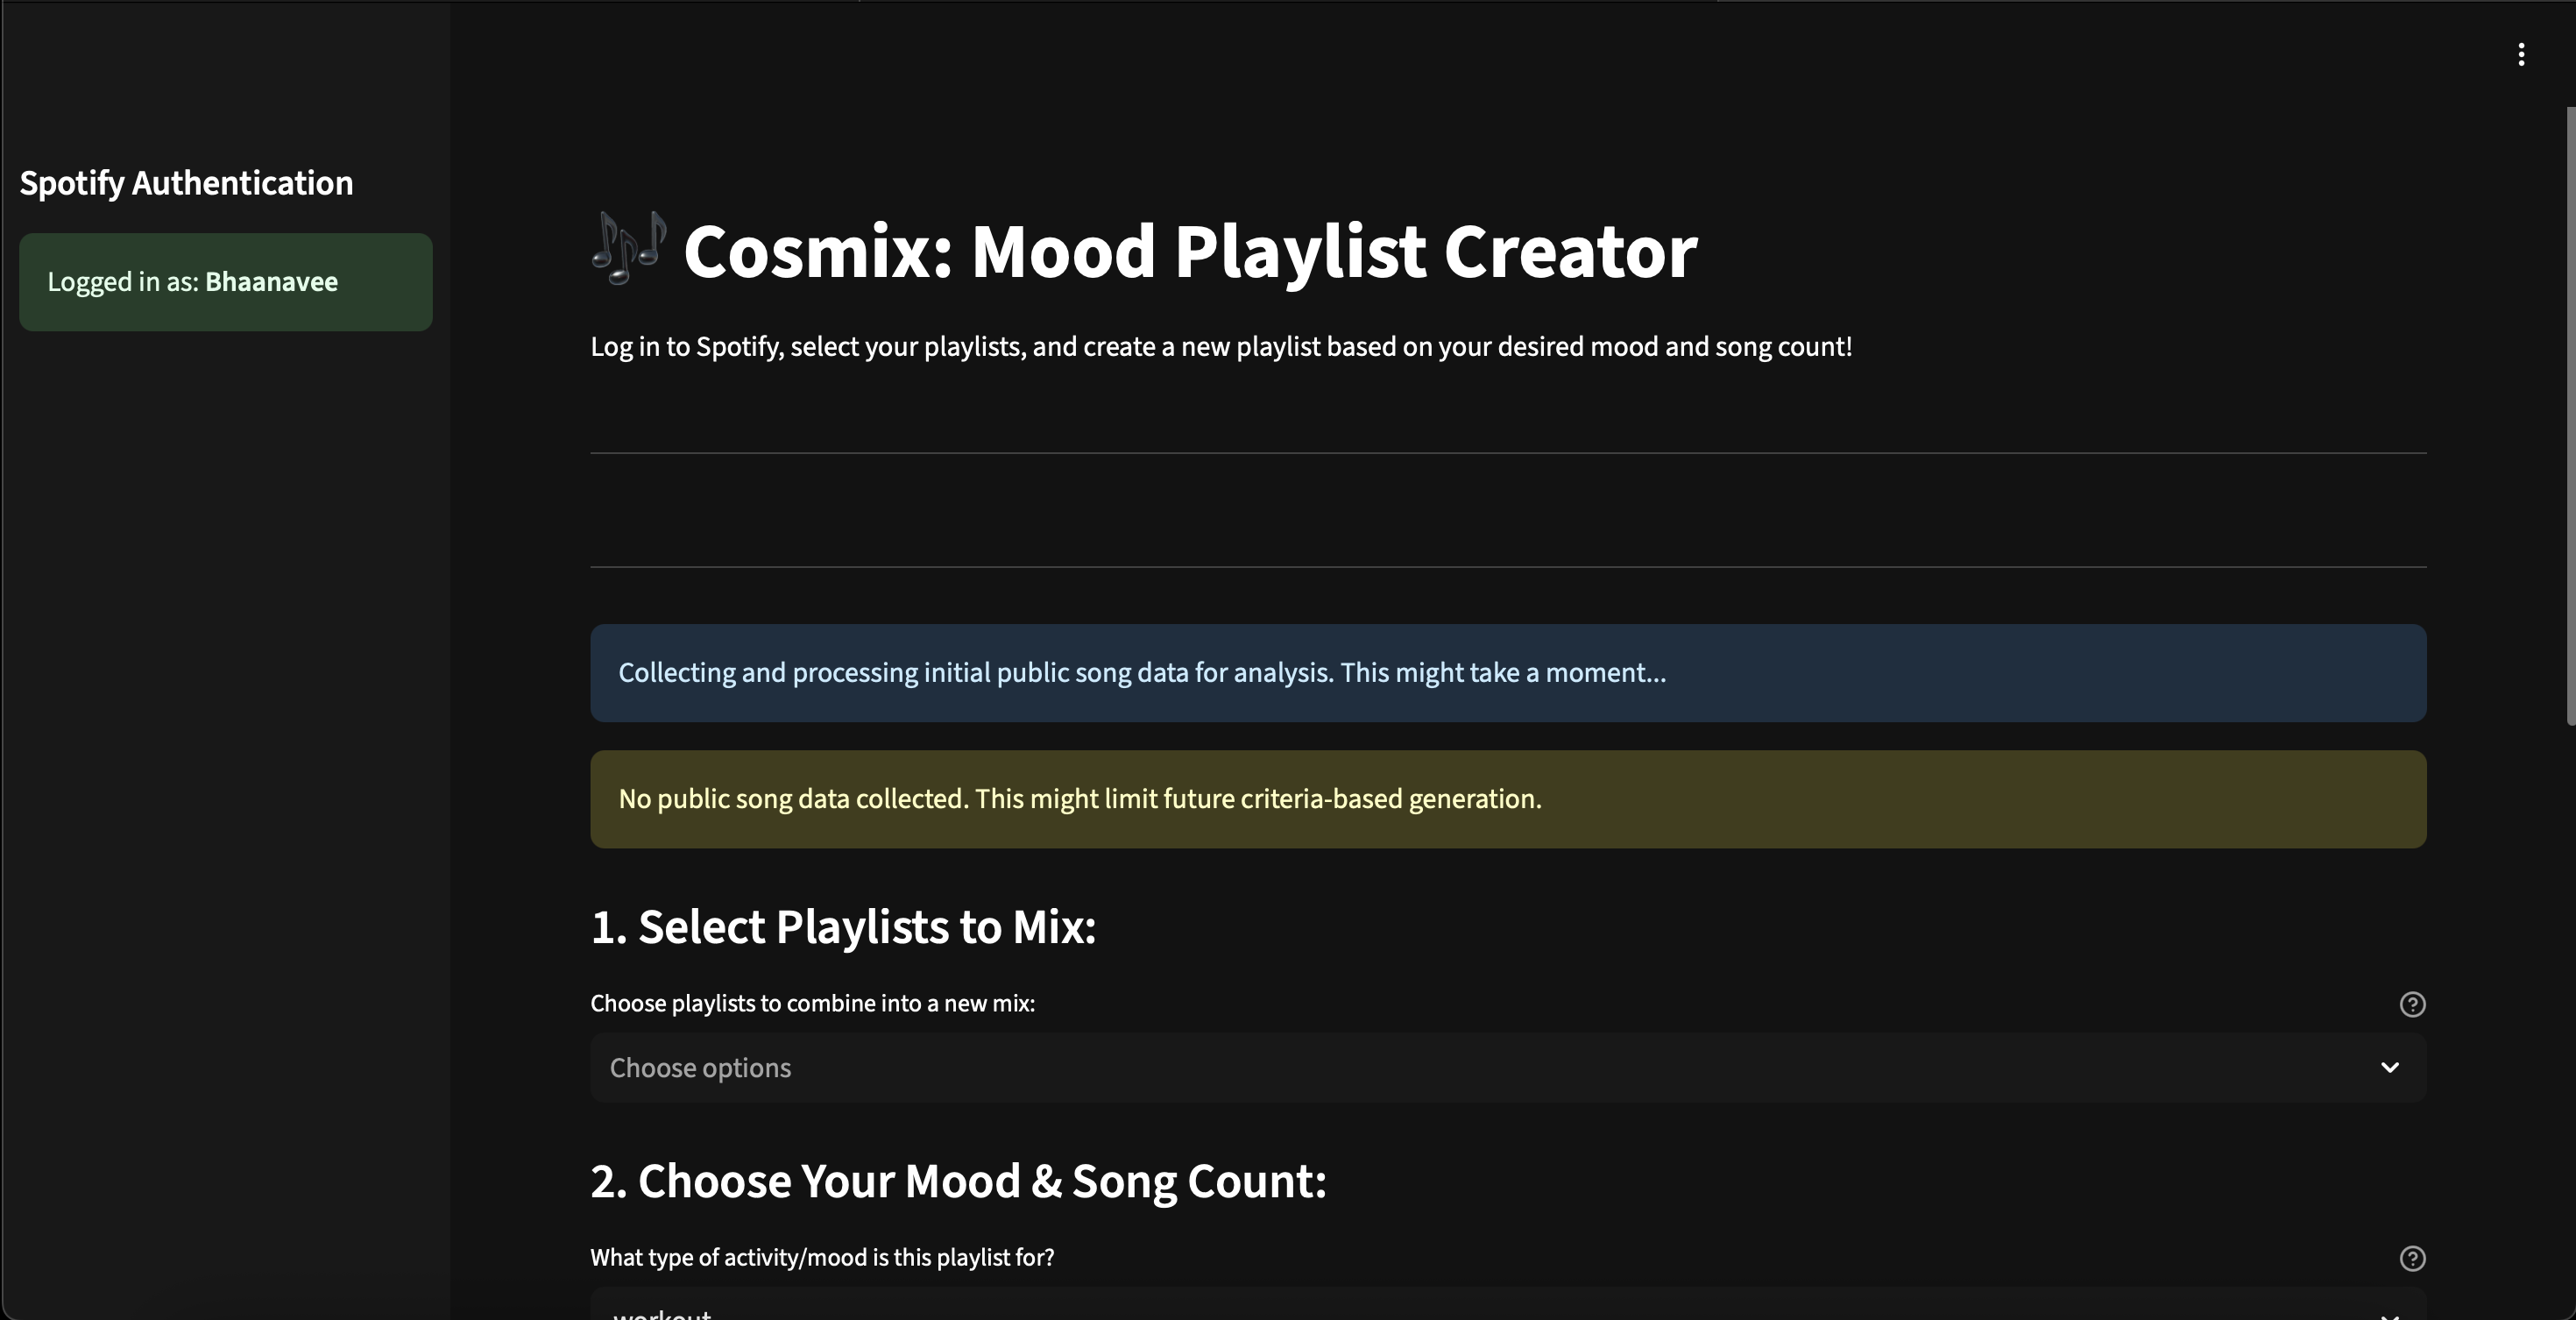 Spotify Authentication
Logged in as: Bhaanavee
🎶 Cosmix: Mood Playlist Creator
Log in to Spotify, select your playlists, and create a new playlist based on your desired mood and song count!
Collecting and processing initial public song data for analysis. This might take a moment...
No public song data collected. This might limit future criteria-based generation.
1. Select Playlists to Mix:
Choose playlists to combine into a new mix:
Choose options
2. Choose Your Mood & Song Count:
What type of activity/mood is this playlist for?
workout